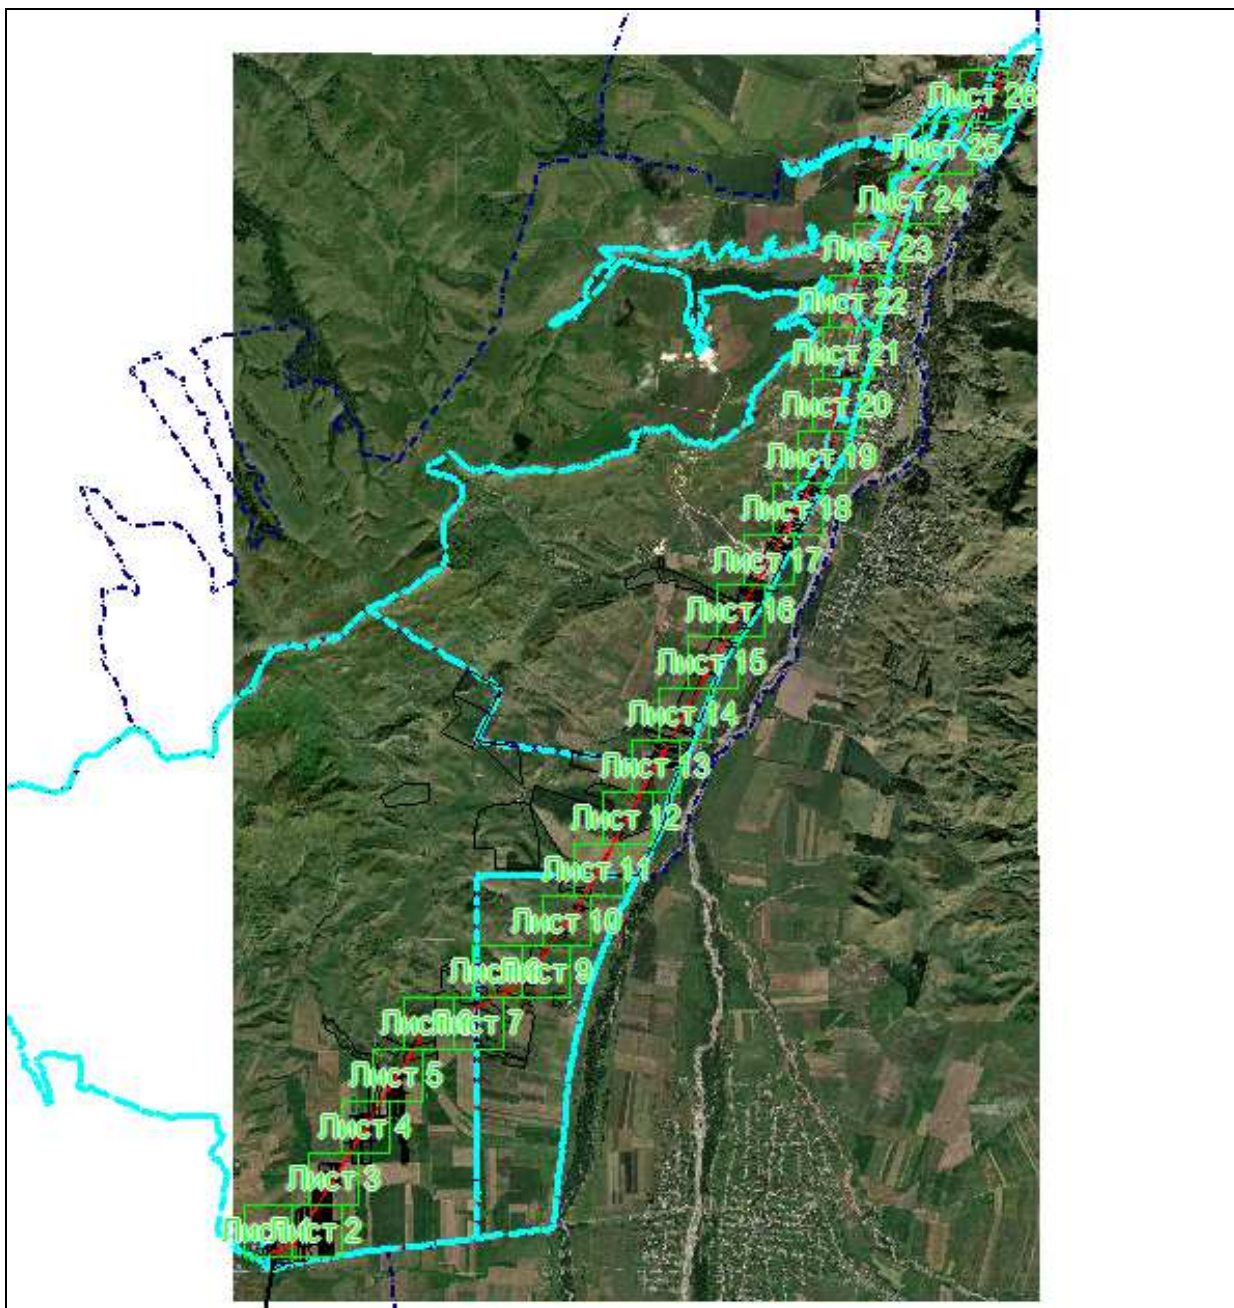 Лист 26
Лист 25
Лист 24
Лист 23
Лист 22
Лист 21
Лист 20
Лист 19
Лист 18
Лист 17
Лист 16
Лист 15
Лист 14
Лист 13
Лист 12
Лист 11
Лист 10
Лист 9
Лист 7
Лист 5
Лист 4
Лист 3
Лист 2